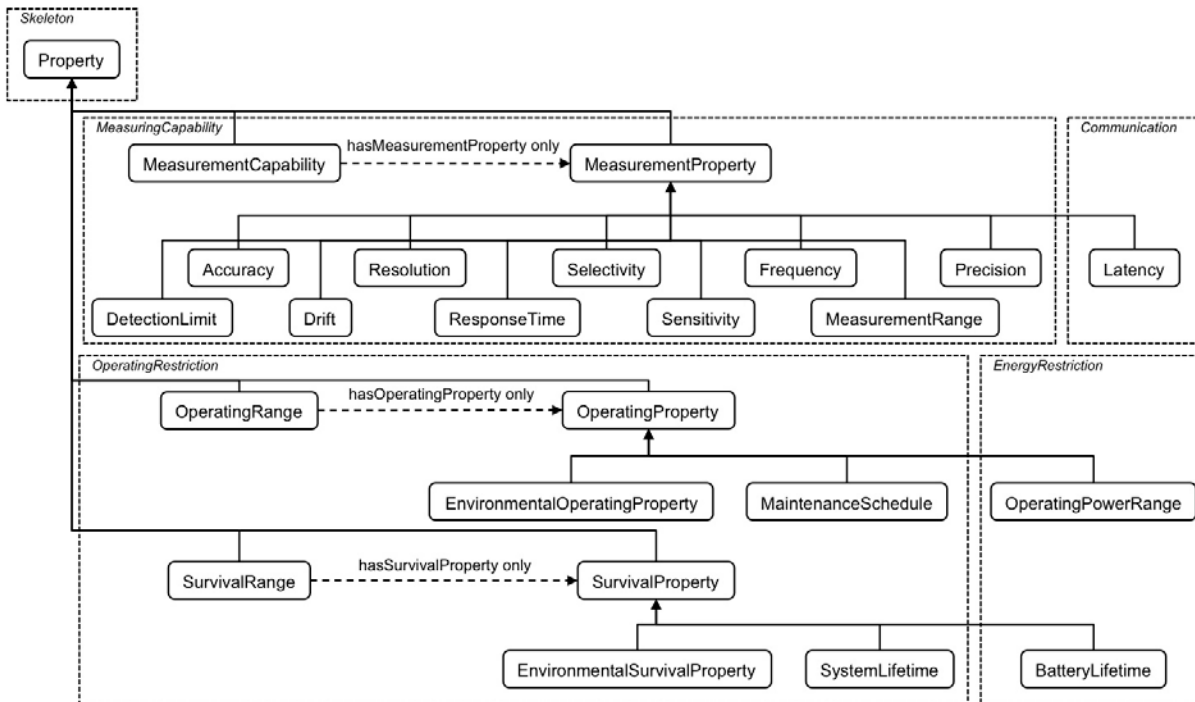 Skeleton
Property
MeasuringCapability
Communication
MeasurementCapability
hasMeasurementProperty only
MeasurementProperty
Accuracy
Resolution
Selectivity
Frequency
Precision
Latency
DetectionLimit
Drift
ResponseTime
Sensitivity
MeasurementRange
OperatingRestriction
EnergyRestriction
OperatingRange
hasOperatingProperty only
OperatingProperty
EnvironmentalOperatingProperty
MaintenanceSchedule
OperatingPowerRange
SurvivalRange
hasSurvivalProperty only
SurvivalProperty
EnvironmentalSurvivalProperty
SystemLifetime
BatteryLifetime